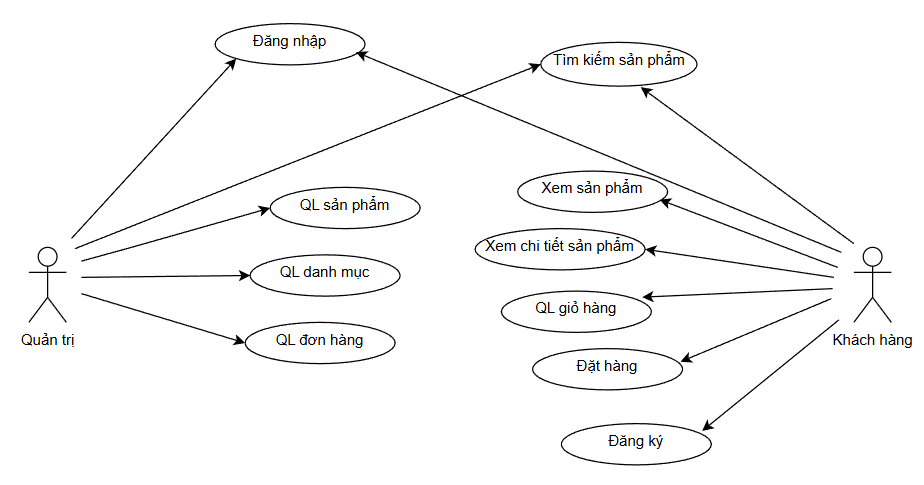 Đăng nhập
Tìm kiếm sản phẩm
Xem sản phẩm
QL sản phẩm
Xem chi tiết sản phẩm
QL danh mục
QL giỏ hàng
Quản trị
QL đơn hàng
Khách hàng
Đặt hàng
Đăng ký